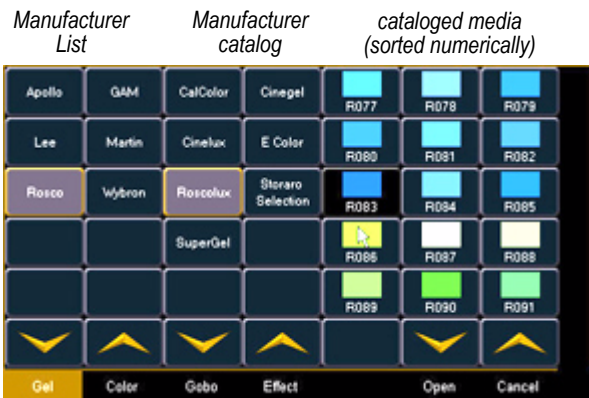 Manufacturer List
Manufacturer catalog
cataloged media (sorted numerically)
Apollo GAM CalColor Cinegel R077 R078 R079
Lee Martin Cinelux E Color R080 R081 R082
Rosco Wybron Roscolux Storaro Selection R083 R084 R085
SuperGel R086 R087 R088
R089 R090 R091
Gel Color Gobo Effect Open Cancel